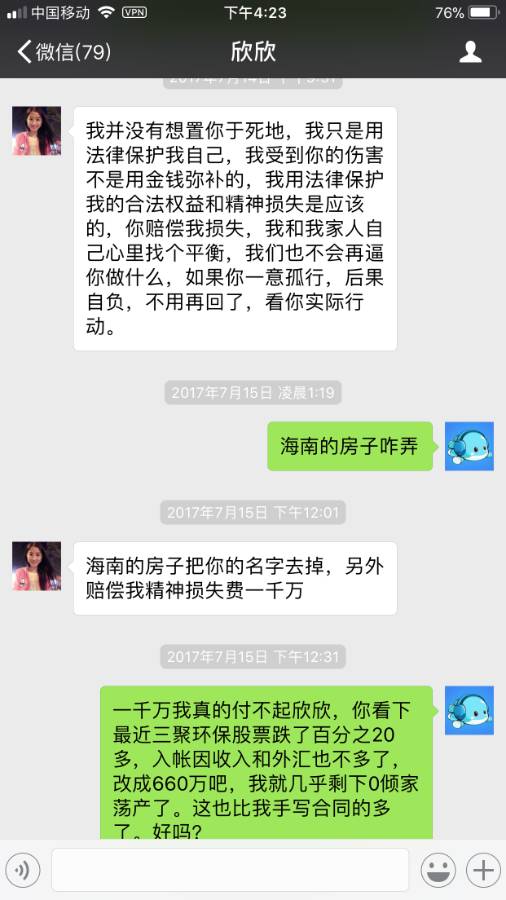 中国移动 VPN 下午4:23 76%
微信(79) 欣欣
我并没有想置你于死地，我只是用
法律保护我自己，我受到你的伤害
不是用金钱弥补的，我用法律保护
我的合法权益和精神损失是应该
的，你赔偿我损失，我和我家人自
己心里找个平衡，我们也不会再逼
你做什么，如果你一意孤行，后果
自负，不用再回了，看你实际行
动。
2017年7月15日 凌晨1:19
海南的房子咋弄
2017年7月15日 下午12:01
海南的房子把你的名字去掉，另外
赔偿我精神损失费一千万
2017年7月15日 下午12:31
一千万我真的付不起欣欣，你看下
最近三聚环保股票跌了百分之20
多，入帐因收入和外汇也不多了，
改成660万吧，我就几乎剩下0倾家
荡产了。这也比我手写合同的多
了。好吗？